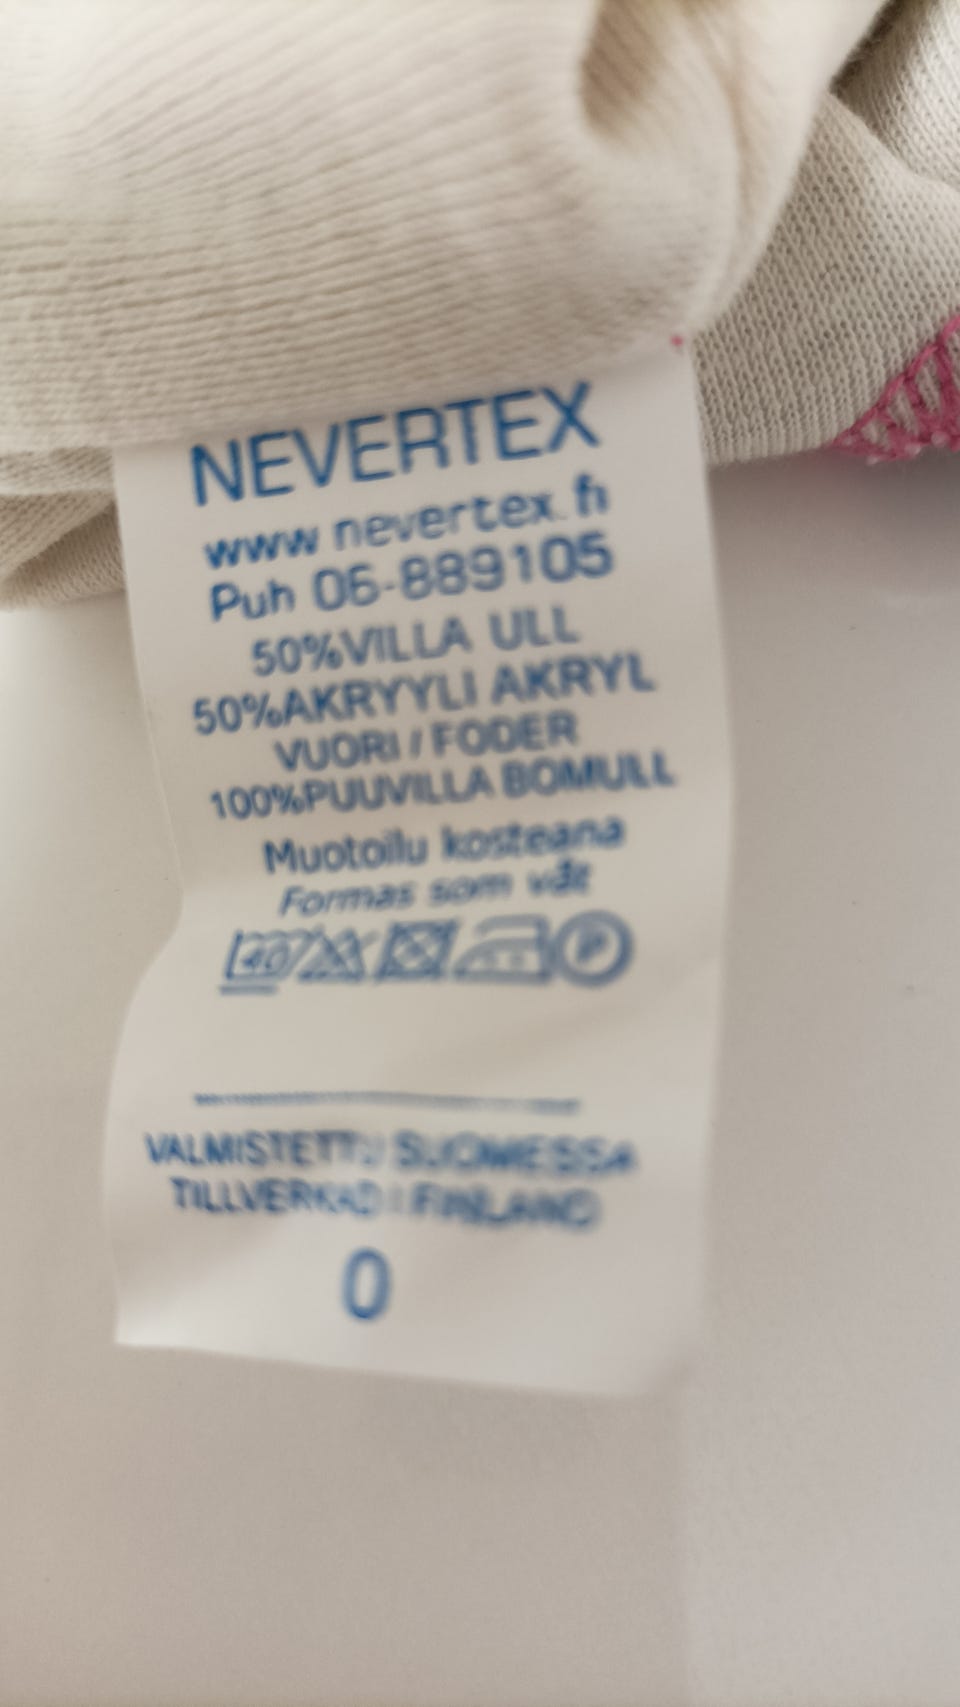 NEVERTEX
www.nevertex.fi
Puh 06-889105
50%VILLA ULL
50%AKRYYLI AKRYL
VUORI / FODER
100%PUUVILLA BOMULL
Muotoilu kosteana
Formas som våt
40 P
VALMISTETTU SUOMESSA
TILLVERKAD I FINLAND
0